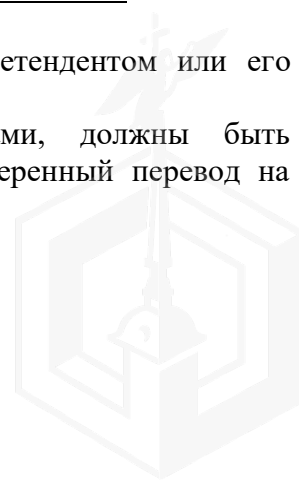 етендентом или его
ми, должны быть
еренный перевод на